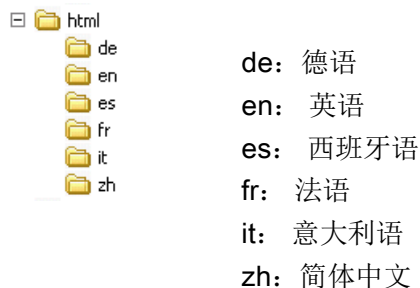 html
de
en
es
fr
it
zh
de：德语
en： 英语
es： 西班牙语
fr： 法语
it： 意大利语
zh：简体中文